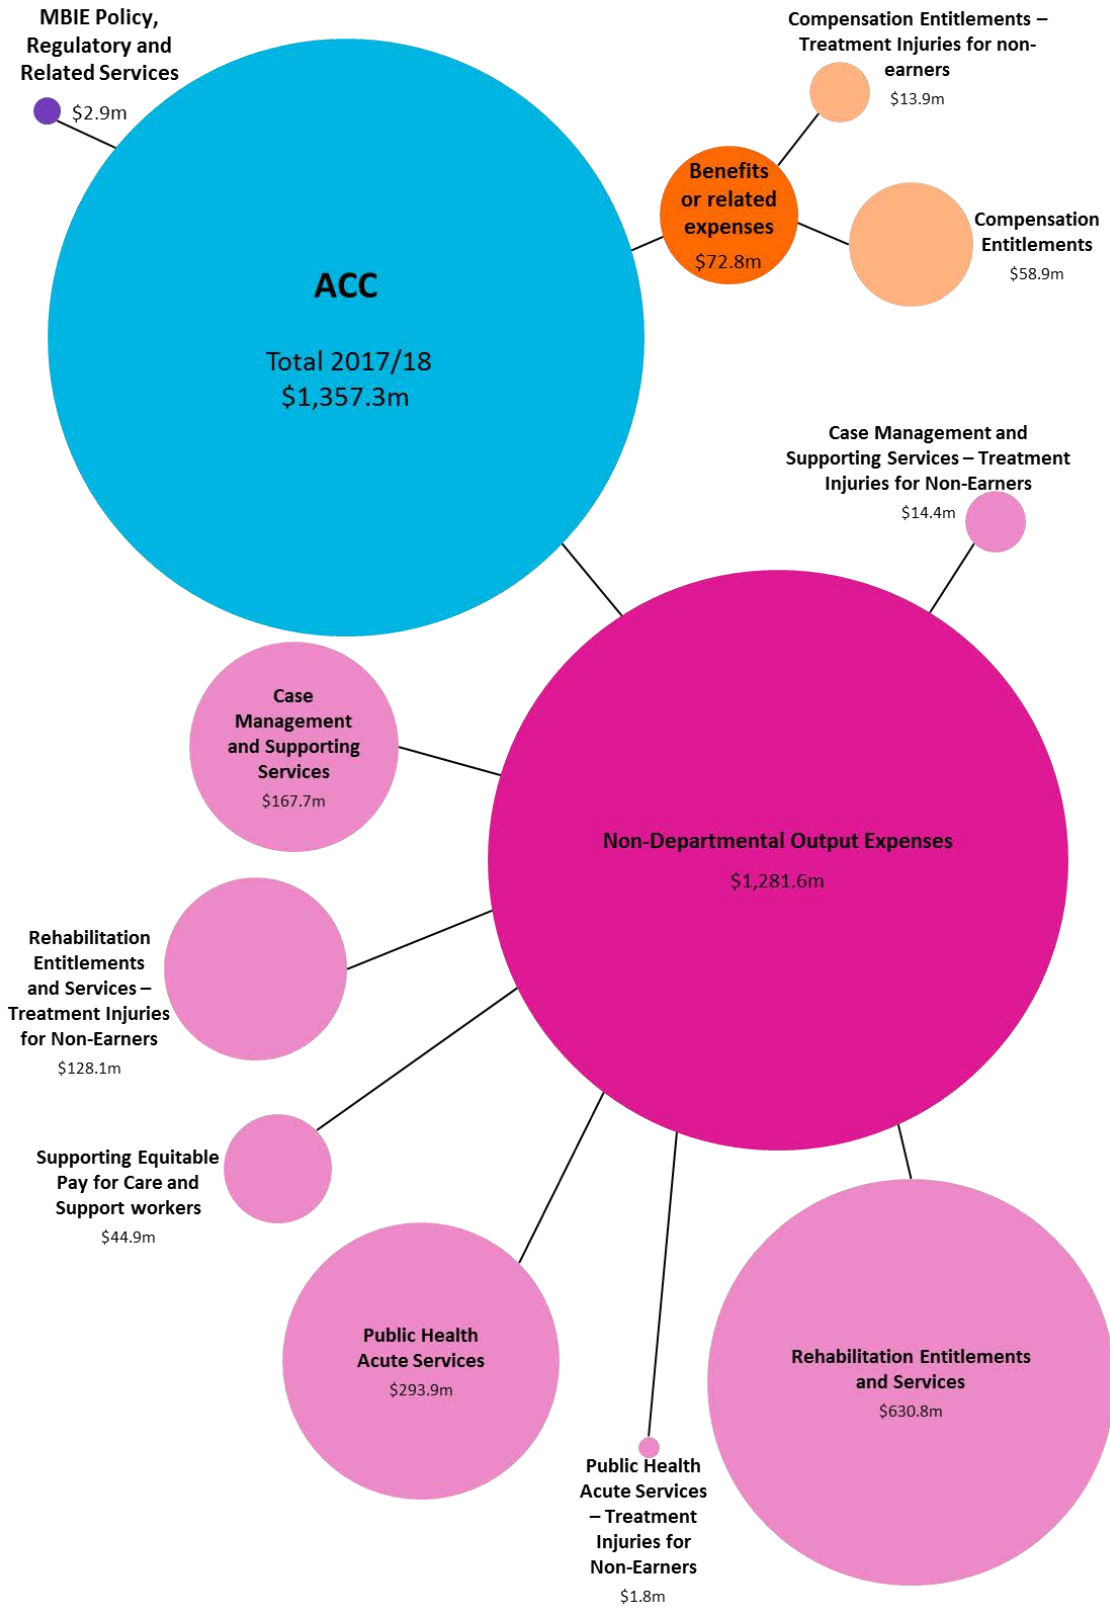 MBIE Policy,
Regulatory and
Related Services
$2.9m
Compensation Entitlements –
Treatment Injuries for non-
earners
$13.9m
Benefits
or related
expenses
$72.8m
Compensation
Entitlements
$58.9m
ACC
Total 2017/18
$1,357.3m
Case Management and
Supporting Services – Treatment
Injuries for Non-Earners
$14.4m
Case
Management
and Supporting
Services
$167.7m
Non-Departmental Output Expenses
$1,281.6m
Rehabilitation
Entitlements
and Services –
Treatment Injuries
for Non-Earners
$128.1m
Supporting Equitable
Pay for Care and
Support workers
$44.9m
Public Health
Acute Services
$293.9m
Rehabilitation Entitlements
and Services
$630.8m
Public Health
Acute Services
– Treatment
Injuries for
Non-Earners
$1.8m